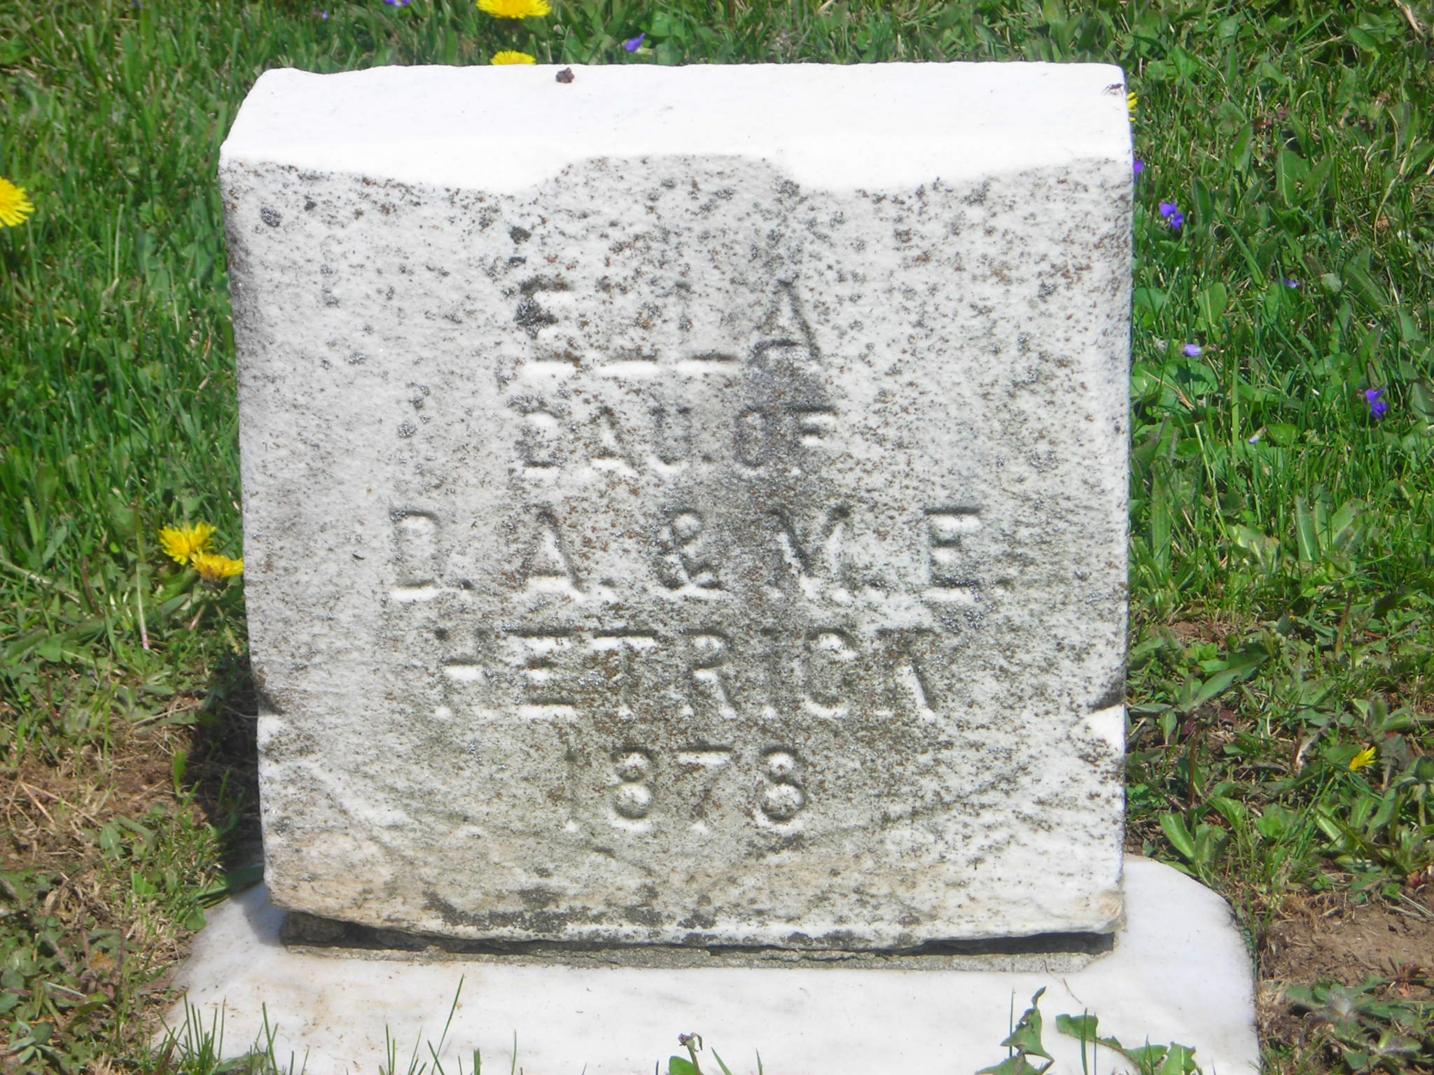 ELLA
DAU. OF
D. A. & M. E.
HETRICK
1878